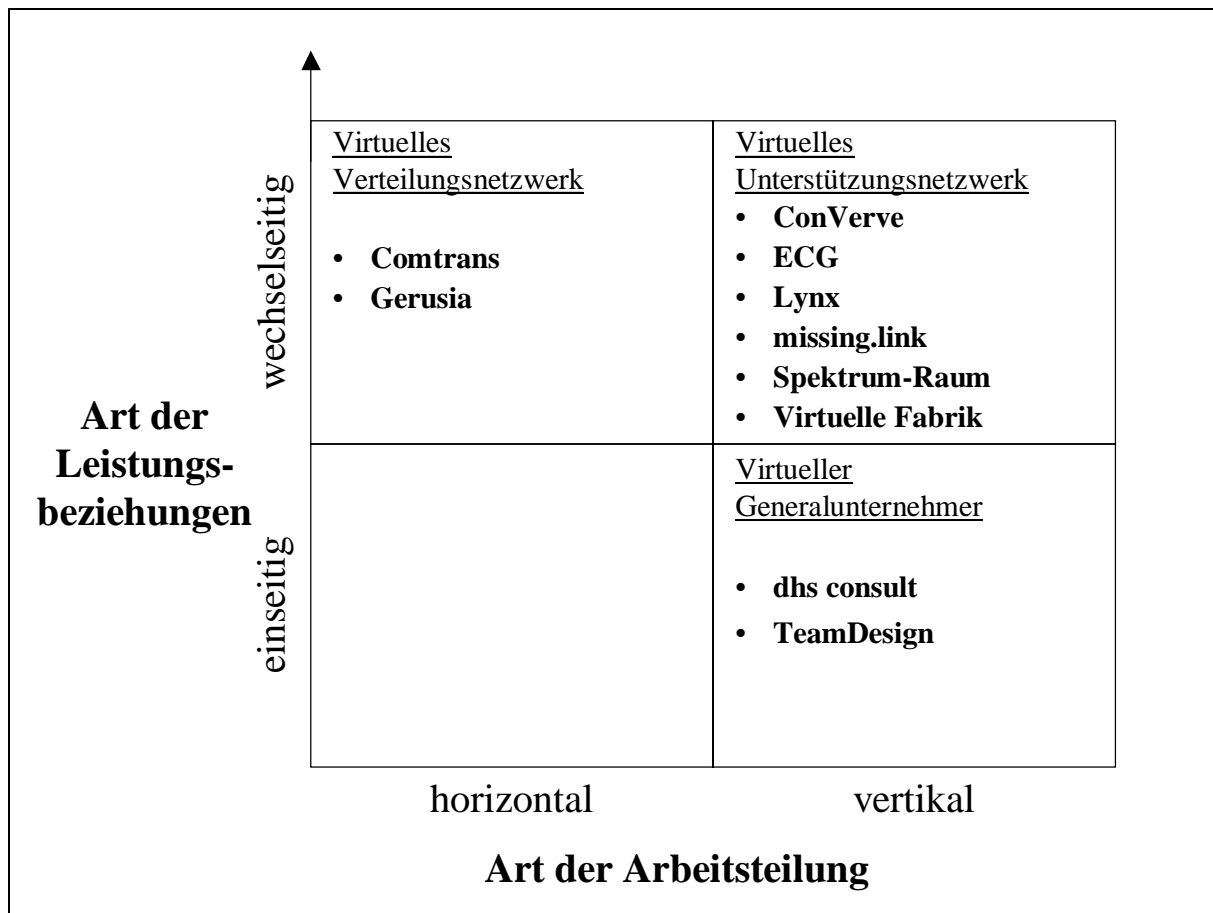 Virtuelles
Verteilungsnetzwerk
• Comtrans
• Gerusia
Virtuelles
Unterstützungsnetzwerk
• ConVerve
• ECG
• Lynx
• missing.link
• Spektrum-Raum
• Virtuelle Fabrik
wechselseitig
Art der
Leistungs-
beziehungen
einseitig
Virtueller
Generalunternehmer
• dhs consult
• TeamDesign
horizontal
vertikal
Art der Arbeitsteilung